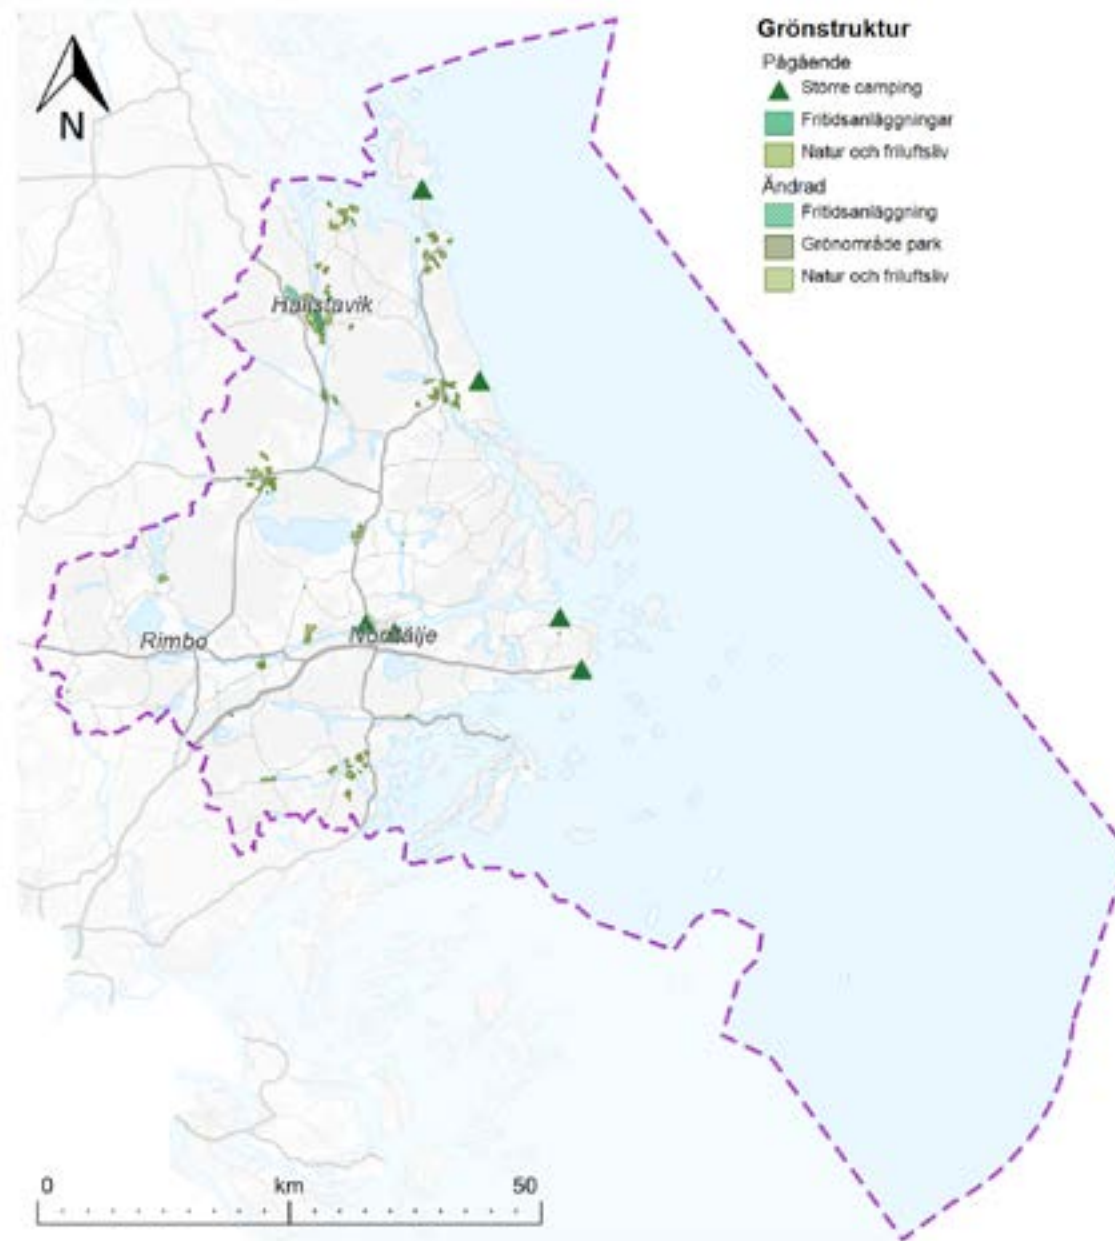 Grönstruktur
Pågående
Större camping
Fritidsanläggningar
Natur och friluftsliv
Ändrad
Fritidsanläggning
Grönområde park
Natur och friluftsliv
N
Hallstavik
Rimbo
Norrtälje
0 km 50